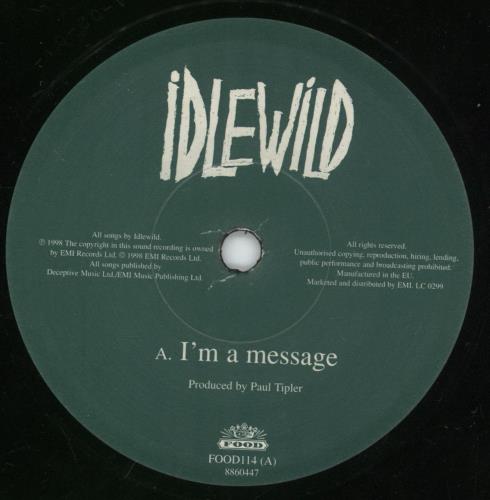 IDLEWILD
All songs by Idlewild.
℗ 1998 The copyright in this sound recording is owned
by EMI Records Ltd. © 1998 EMI Records Ltd.
All songs published by
Deceptive Music Ltd./EMI Music Publishing Ltd.
All rights reserved.
Unauthorised copying, reproduction, hiring, lending,
public performance and broadcasting prohibited.
Manufactured in the EU.
Marketed and distributed by EMI. LC 0299
A. I'm a message
Produced by Paul Tipler
FOOD
FOOD114 (A)
8860447